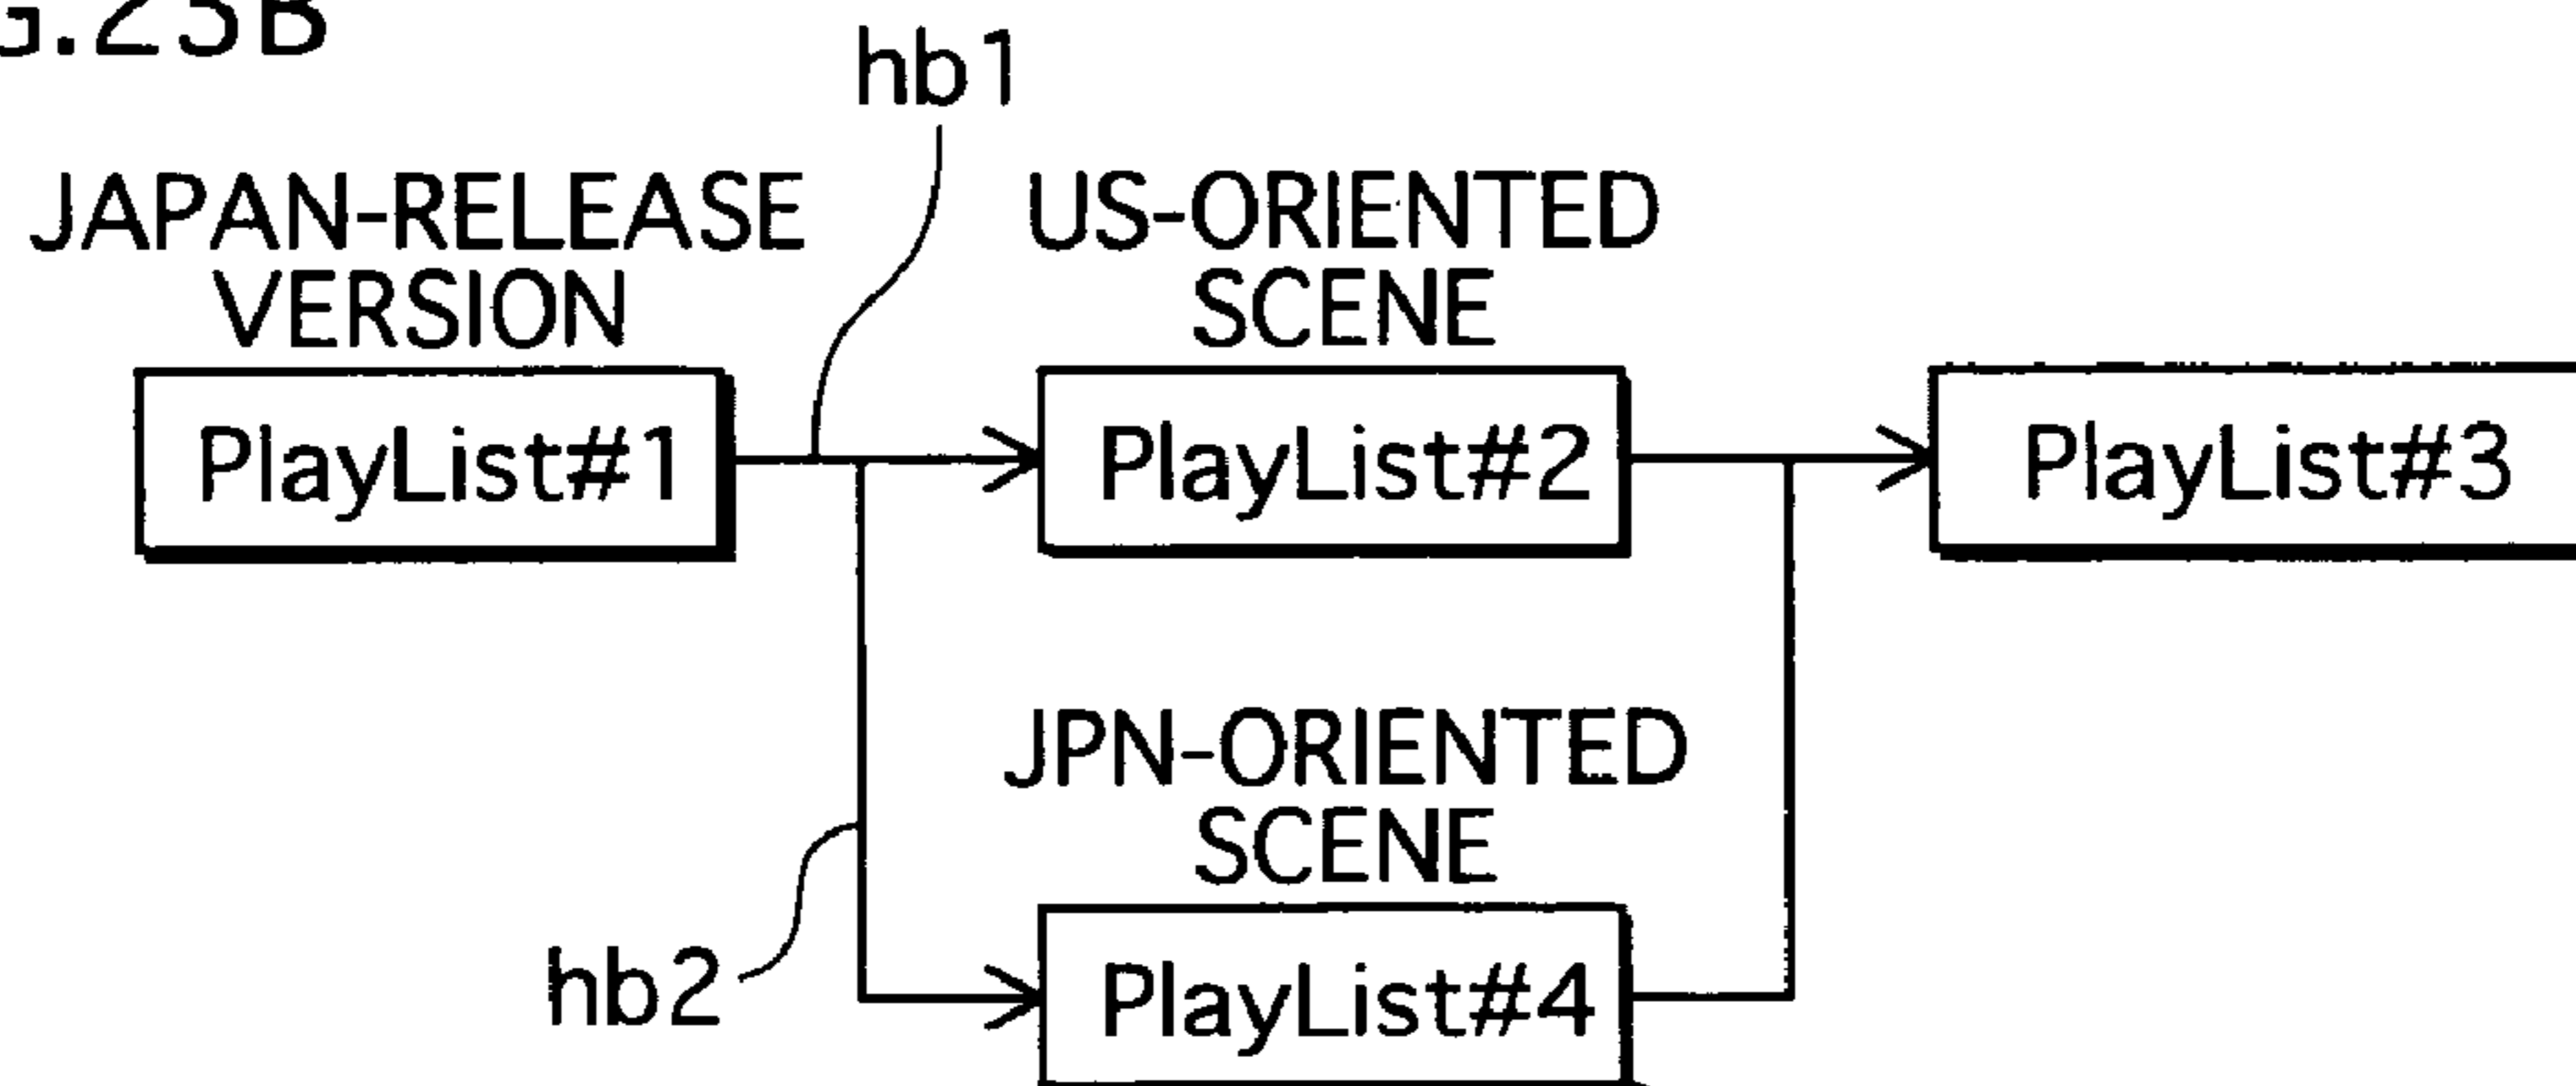 G.23B
hb1
JAPAN-RELEASE
VERSION
US-ORIENTED
SCENE
PlayList#1
PlayList#2
PlayList#3
JPN-ORIENTED
SCENE
hb2
PlayList#4